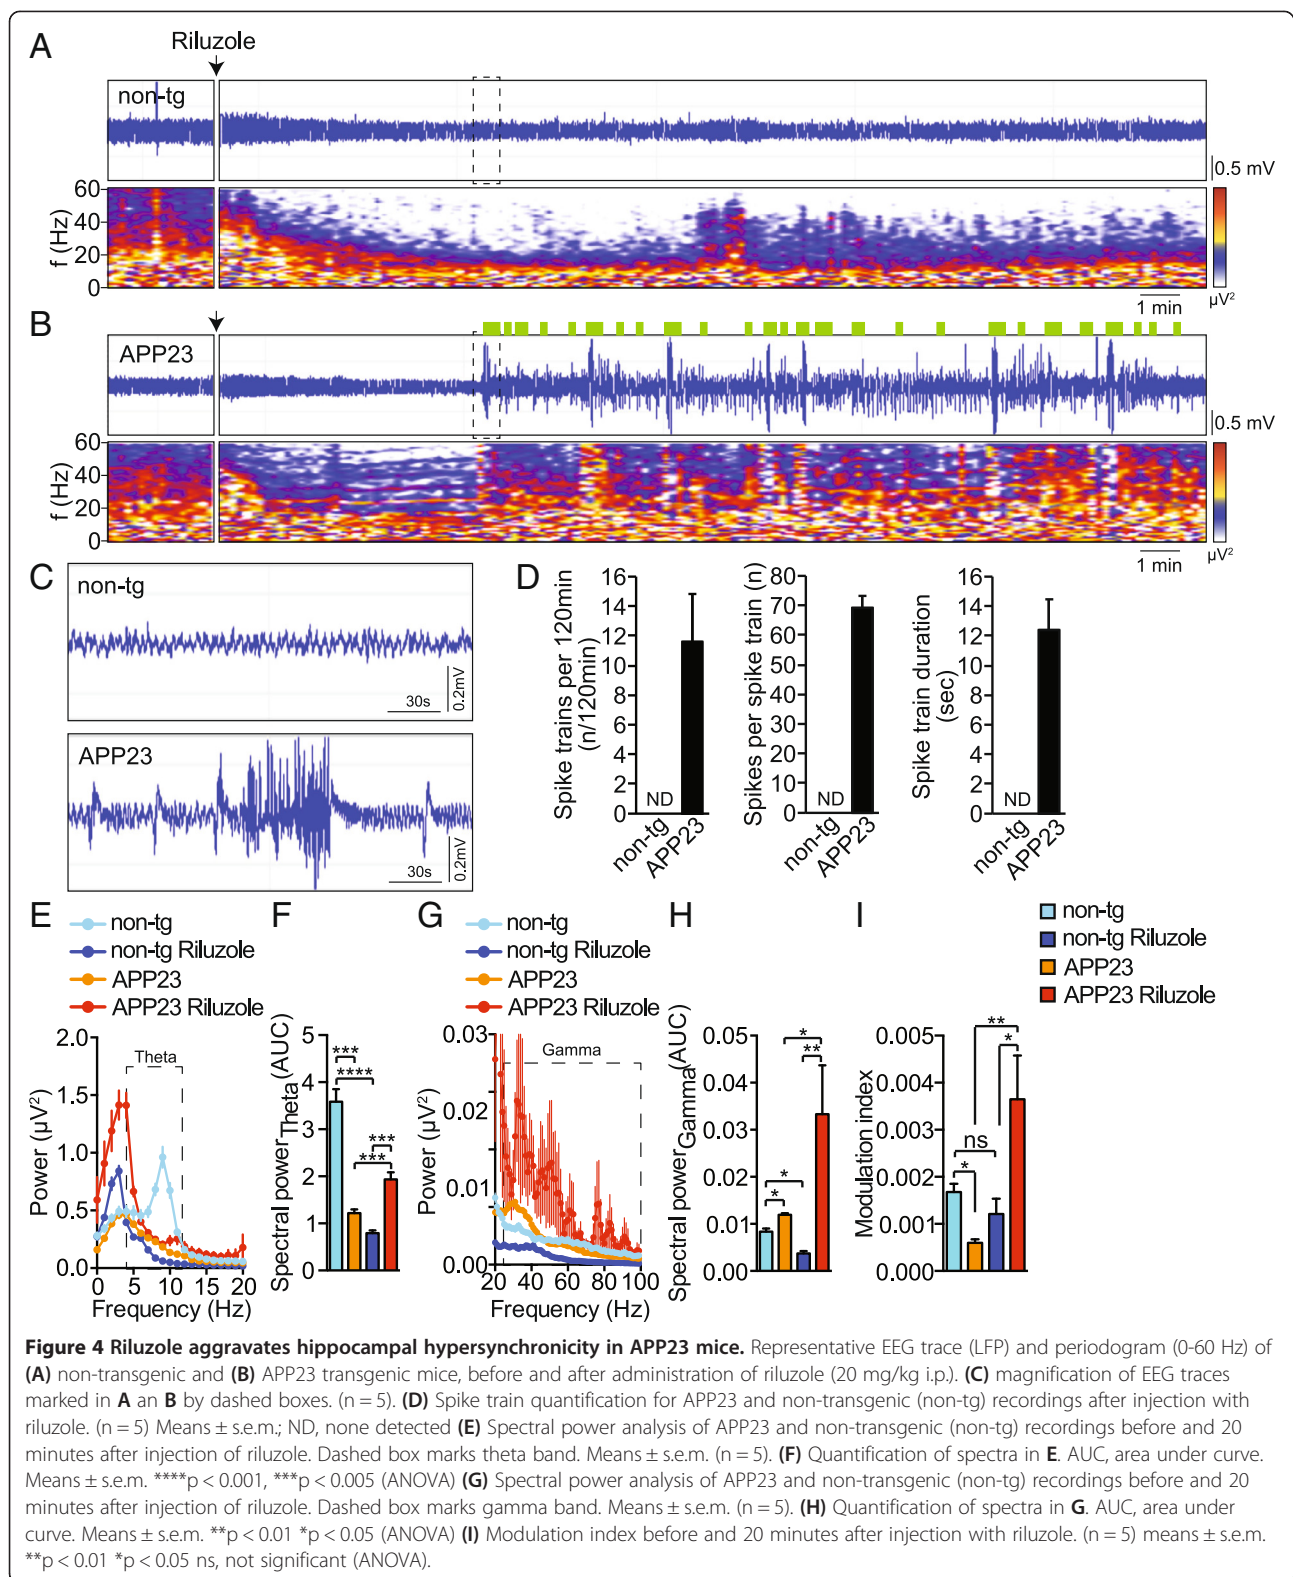 A
Riluzole
non-tg
0.5 mV
60
40
20
0
f (Hz)
µV²
1 min
B
APP23
0.5 mV
60
40
20
0
f (Hz)
µV²
1 min
C
non-tg
30s
0.2mV
APP23
30s
0.2mV
D
Spike trains per 120min
(n/120min)
16
14
12
10
8
6
4
2
0
ND
non-tg
APP23
Spikes per spike train (n)
80
70
60
50
40
30
20
10
0
ND
non-tg
APP23
Spike train duration
(sec)
16
14
12
10
8
6
4
2
0
ND
non-tg
APP23
E
non-tg
non-tg Riluzole
APP23
APP23 Riluzole
Power (µV²)
2.0
1.5
1.0
0.5
0.0
Theta
0 5 10 15 20
Frequency (Hz)
F
Spectral power Theta (AUC)
5
4
3
2
1
0
***
****
***
***
G
non-tg
non-tg Riluzole
APP23
APP23 Riluzole
Power (µV²)
0.03
0.02
0.01
0.00
Gamma
20 40 60 80 100
Frequency (Hz)
H
Spectral power Gamma (AUC)
0.05
0.04
0.03
0.02
0.01
0.00
*
**
*
*
I
non-tg
non-tg Riluzole
APP23
APP23 Riluzole
Modulation index
0.005
0.004
0.003
0.002
0.001
0.000
**
*
ns
*
Figure 4 Riluzole aggravates hippocampal hypersynchronicity in APP23 mice. Representative EEG trace (LFP) and periodogram (0-60 Hz) of
(A) non-transgenic and (B) APP23 transgenic mice, before and after administration of riluzole (20 mg/kg i.p.). (C) magnification of EEG traces
marked in A an B by dashed boxes. (n = 5). (D) Spike train quantification for APP23 and non-transgenic (non-tg) recordings after injection with
riluzole. (n = 5) Means ± s.e.m.; ND, none detected (E) Spectral power analysis of APP23 and non-transgenic (non-tg) recordings before and 20
minutes after injection of riluzole. Dashed box marks theta band. Means ± s.e.m. (n = 5). (F) Quantification of spectra in E. AUC, area under curve.
Means ± s.e.m. ****p < 0.001, ***p < 0.005 (ANOVA) (G) Spectral power analysis of APP23 and non-transgenic (non-tg) recordings before and 20
minutes after injection of riluzole. Dashed box marks gamma band. Means ± s.e.m. (n = 5). (H) Quantification of spectra in G. AUC, area under
curve. Means ± s.e.m. **p < 0.01 *p < 0.05 (ANOVA) (I) Modulation index before and 20 minutes after injection with riluzole. (n = 5) means ± s.e.m.
**p < 0.01 *p < 0.05 ns, not significant (ANOVA).